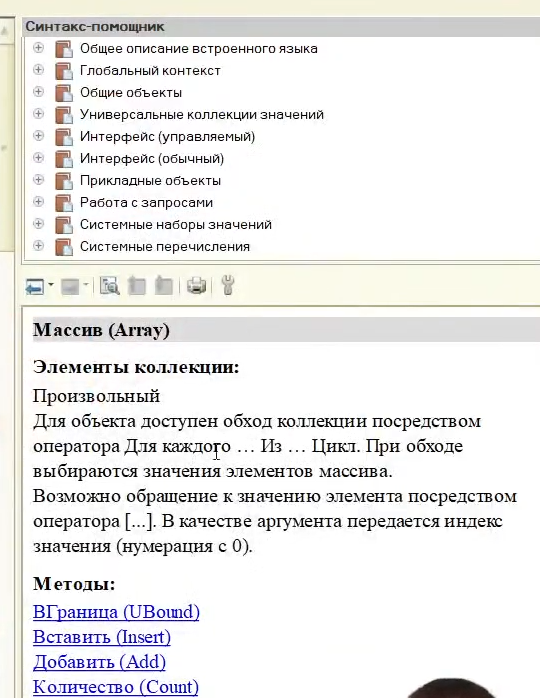 Синтакс-помощник
Общее описание встроенного языка
Глобальный контекст
Общие объекты
Универсальные коллекции значений
Интерфейс (управляемый)
Интерфейс (обычный)
Прикладные объекты
Работа с запросами
Системные наборы значений
Системные перечисления
Массив (Array)
Элементы коллекции:
Произвольный
Для объекта доступен обход коллекции посредством
оператора Для каждого … Из … Цикл. При обходе
выбираются значения элементов массива.
Возможно обращение к значению элемента посредством
оператора [...]. В качестве аргумента передается индекс
значения (нумерация с 0).
Методы:
ВГраница (UBound)
Вставить (Insert)
Добавить (Add)
Количество (Count)